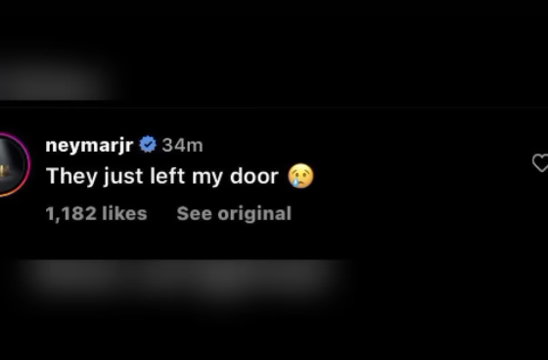 neymarjr 34m
They just left my door 😢
1,182 likes See original